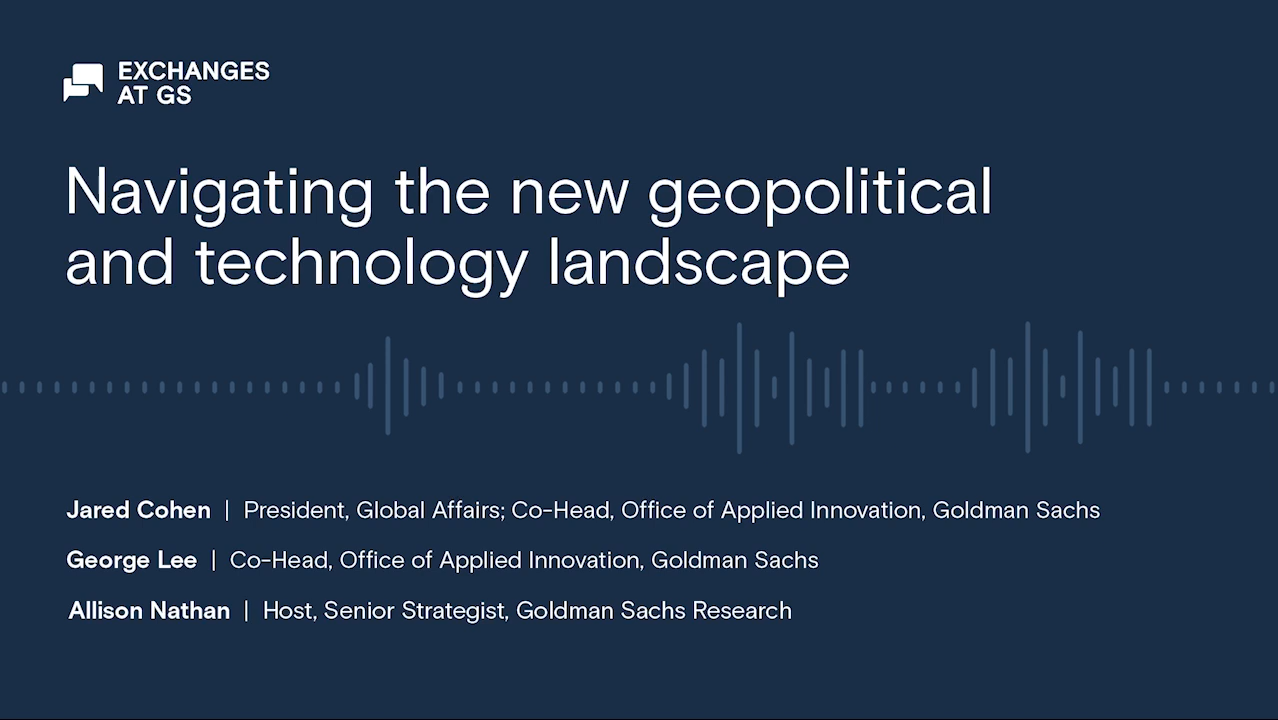 EXCHANGES
AT GS
Navigating the new geopolitical
and technology landscape
Jared Cohen | President, Global Affairs; Co-Head, Office of Applied Innovation, Goldman Sachs
George Lee | Co-Head, Office of Applied Innovation, Goldman Sachs
Allison Nathan | Host, Senior Strategist, Goldman Sachs Research